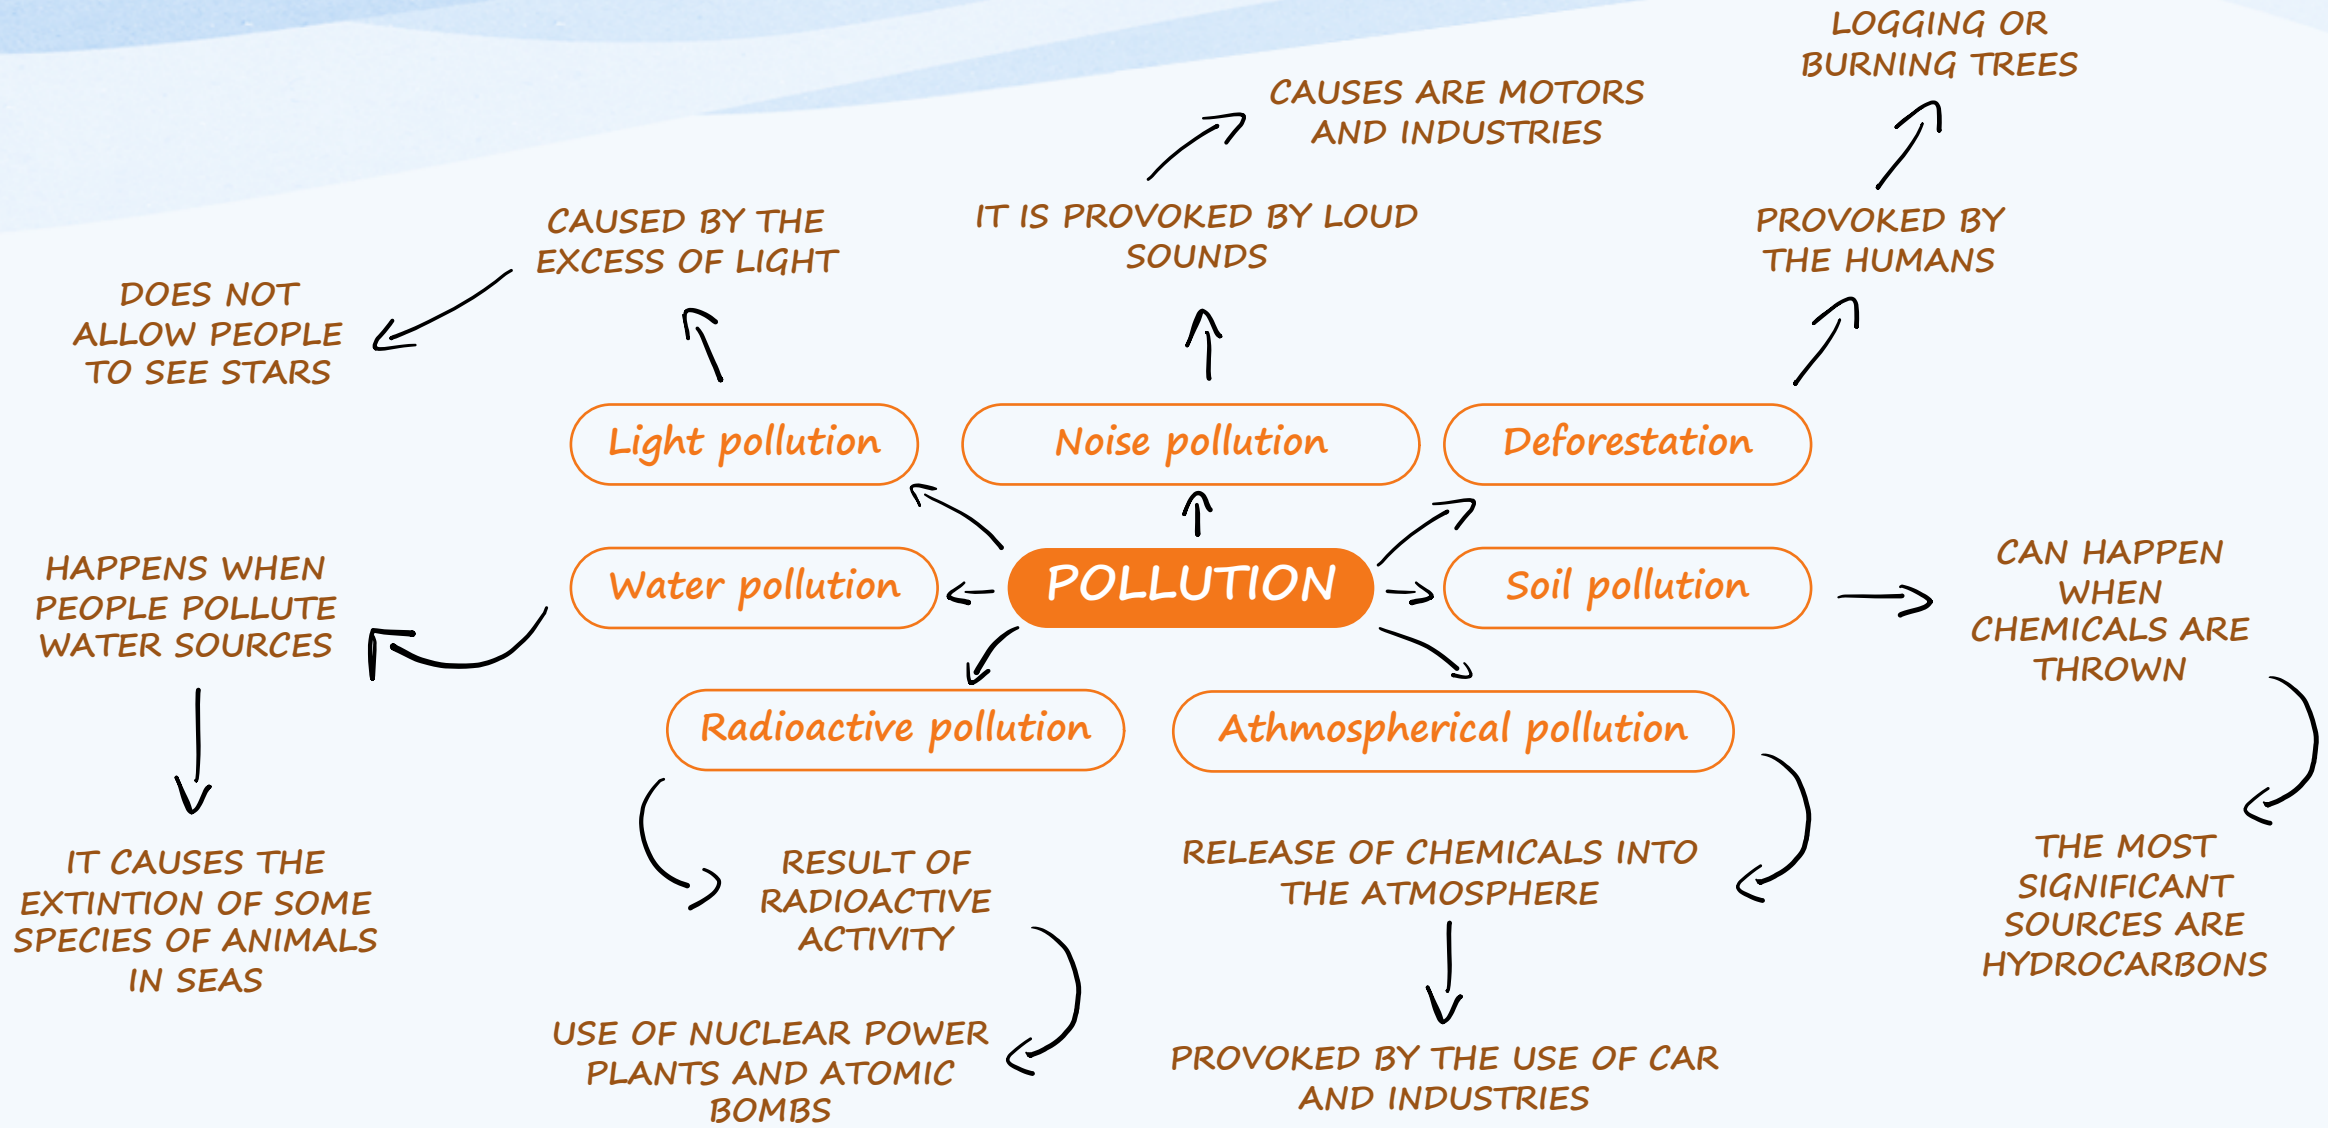 LOGGING OR
BURNING TREES
CAUSES ARE MOTORS
AND INDUSTRIES
CAUSED BY THE
EXCESS OF LIGHT
IT IS PROVOKED BY LOUD
SOUNDS
PROVOKED BY
THE HUMANS
DOES NOT
ALLOW PEOPLE
TO SEE STARS
Light pollution
Noise pollution
Deforestation
HAPPENS WHEN
PEOPLE POLLUTE
WATER SOURCES
Water pollution
POLLUTION
Soil pollution
CAN HAPPEN
WHEN
CHEMICALS ARE
THROWN
Radioactive pollution
Athmospherical pollution
IT CAUSES THE
EXTINTION OF SOME
SPECIES OF ANIMALS
IN SEAS
RESULT OF
RADIOACTIVE
ACTIVITY
RELEASE OF CHEMICALS INTO
THE ATMOSPHERE
THE MOST
SIGNIFICANT
SOURCES ARE
HYDROCARBONS
USE OF NUCLEAR POWER
PLANTS AND ATOMIC
BOMBS
PROVOKED BY THE USE OF CAR
AND INDUSTRIES